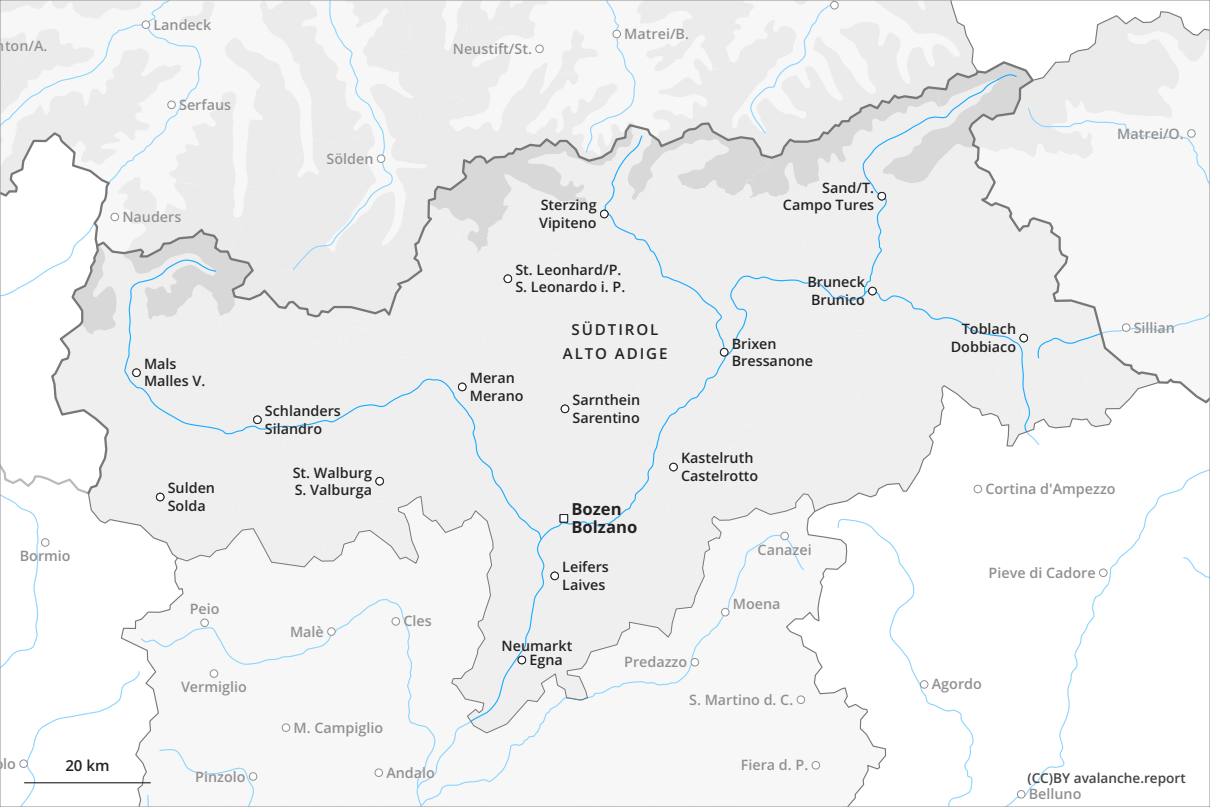 Landeck
Matrei/B.
nton/A.
Neustift/St.
Serfaus
Matrei/O.
Sölden
Sand/T.
Campo Tures
Nauders
Sterzing
Vipiteno
St. Leonhard/P.
S. Leonardo i. P.
Bruneck
Brunico
SÜDTIROL
ALTO ADIGE
Toblach
Dobbiaco
Sillian
Brixen
Bressanone
Mals
Malles V.
Meran
Merano
Sarnthein
Sarentino
Schlanders
Silandro
Kastelruth
Castelrotto
St. Walburg
S. Valburga
Sulden
Solda
Cortina d'Ampezzo
Bozen
Bolzano
Bormio
Canazei
Leifers
Laives
Pieve di Cadore
Peio
Malè
Cles
Moena
Neumarkt
Egna
Predazzo
Vermiglio
Agordo
S. Martino d. C.
M. Campiglio
olo
20 km
Pinzolo
Andalo
Fiera d. P.
(CC)BY avalanche.report
Belluno